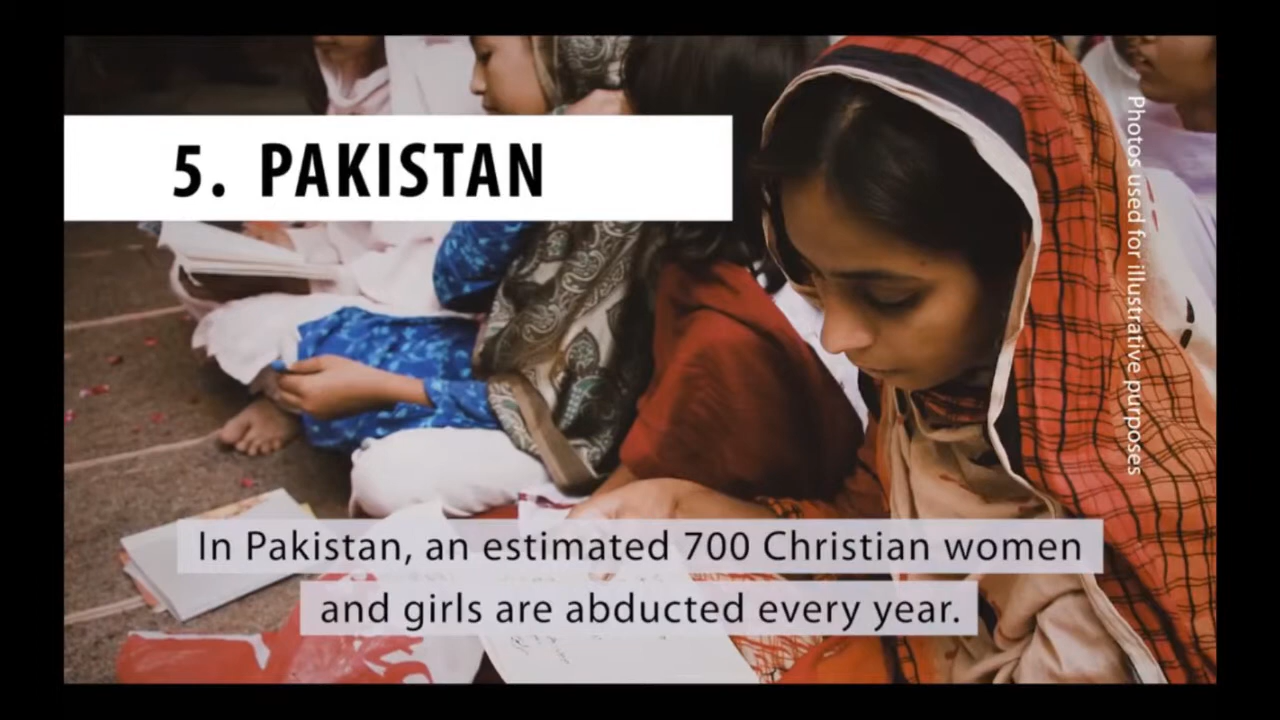 5. PAKISTAN
Photos used for illustrative purposes
In Pakistan, an estimated 700 Christian women
and girls are abducted every year.